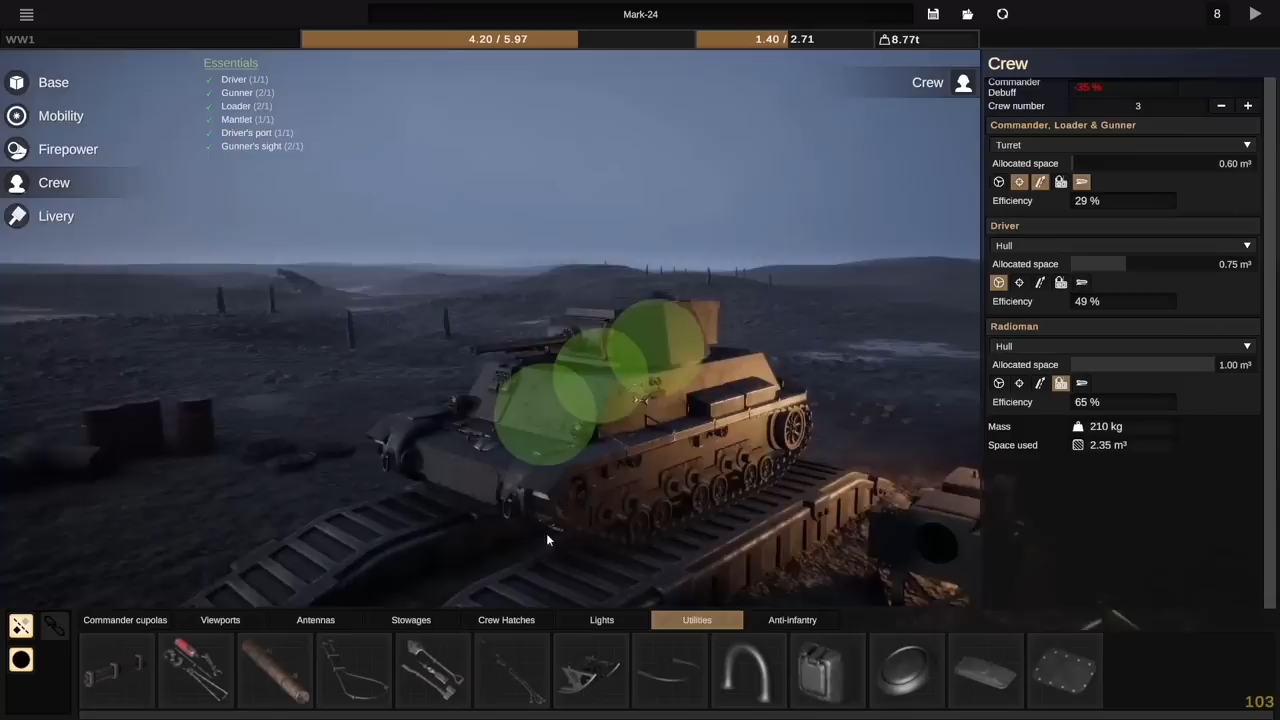 Mark-24
8
WW1
4.20 / 5.97
1.40 / 2.71
8.77t
Base
Mobility
Firepower
Crew
Livery
Essentials
Driver (1/1)
Gunner (2/1)
Loader (2/1)
Mantlet (1/1)
Driver's port (1/1)
Gunner's sight (2/1)
Crew
Crew
Commander Debuff
-35 %
Crew number
3
Commander, Loader & Gunner
Turret
Allocated space
0.60 m³
Efficiency
29 %
Driver
Hull
Allocated space
0.75 m³
Efficiency
49 %
Radioman
Hull
Allocated space
1.00 m³
Efficiency
65 %
Mass
210 kg
Space used
2.35 m³
Commander cupolas
Viewports
Antennas
Stowages
Crew Hatches
Lights
Utilities
Anti-infantry
103